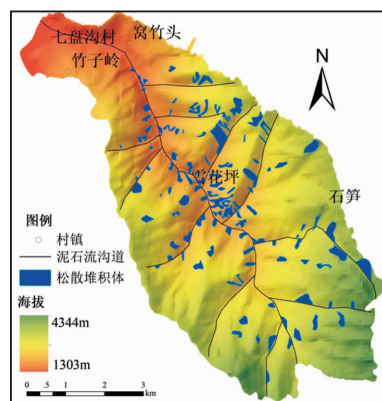 七盘沟村
窝竹头
竹子岭
N
雪花坪
石笋
图例
村镇
泥石流沟道
松散堆积体
海拔
4344m
1303m
0 .5 1 2 3
km